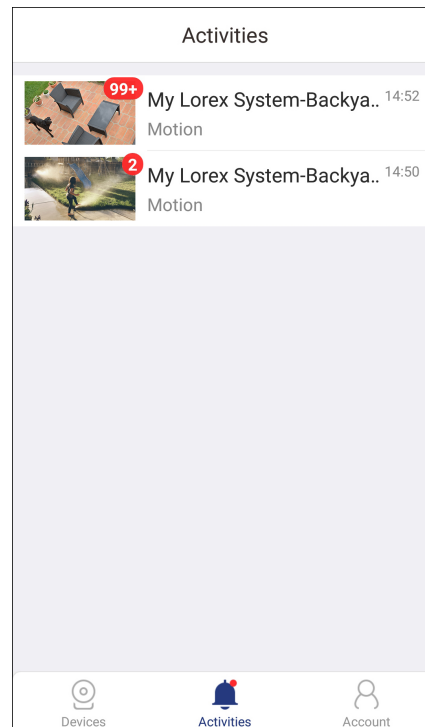 Activities
99+
My Lorex System-Backya.. 14:52
Motion
2
My Lorex System-Backya.. 14:50
Motion
Devices Activities Account